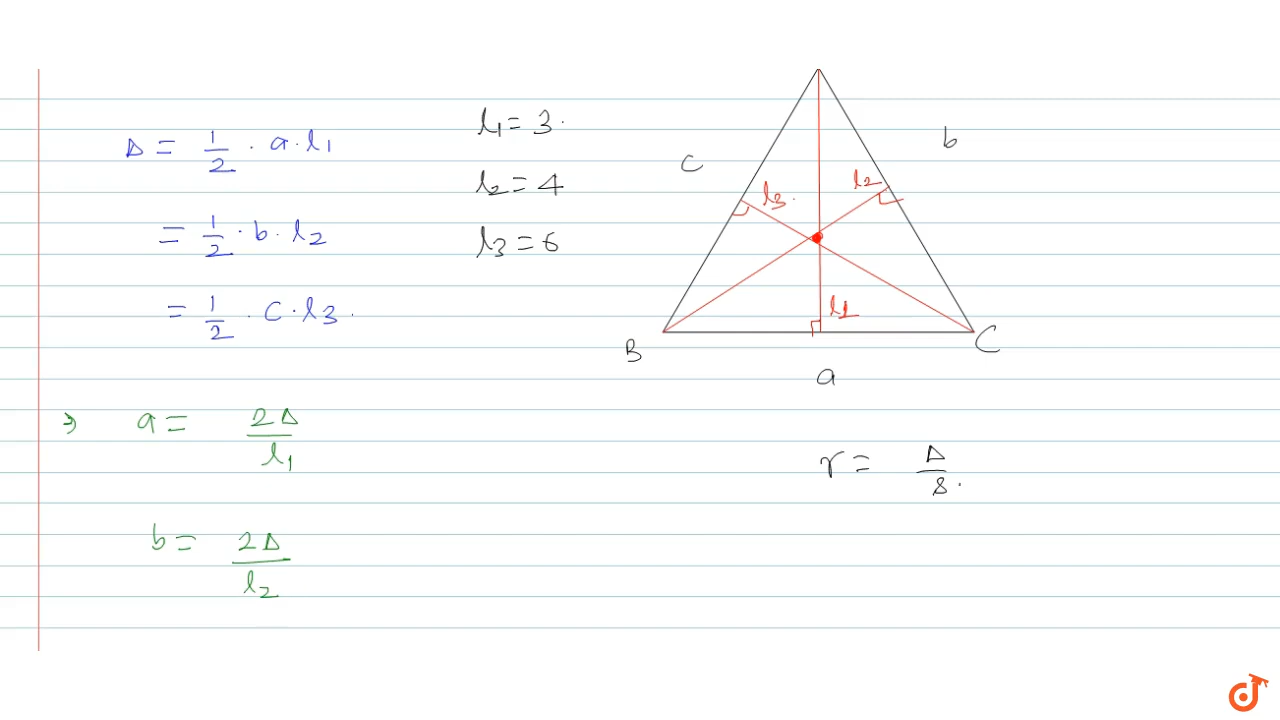 Δ = 1/2 · a · l1
= 1/2 · b · l2
= 1/2 · c · l3 .
l1 = 3 .
l2 = 4
l3 = 6
⇒ a = 2Δ/l1
b = 2Δ/l2
c
b
l3 .
l2
l1
B
C
a
r = Δ/s .